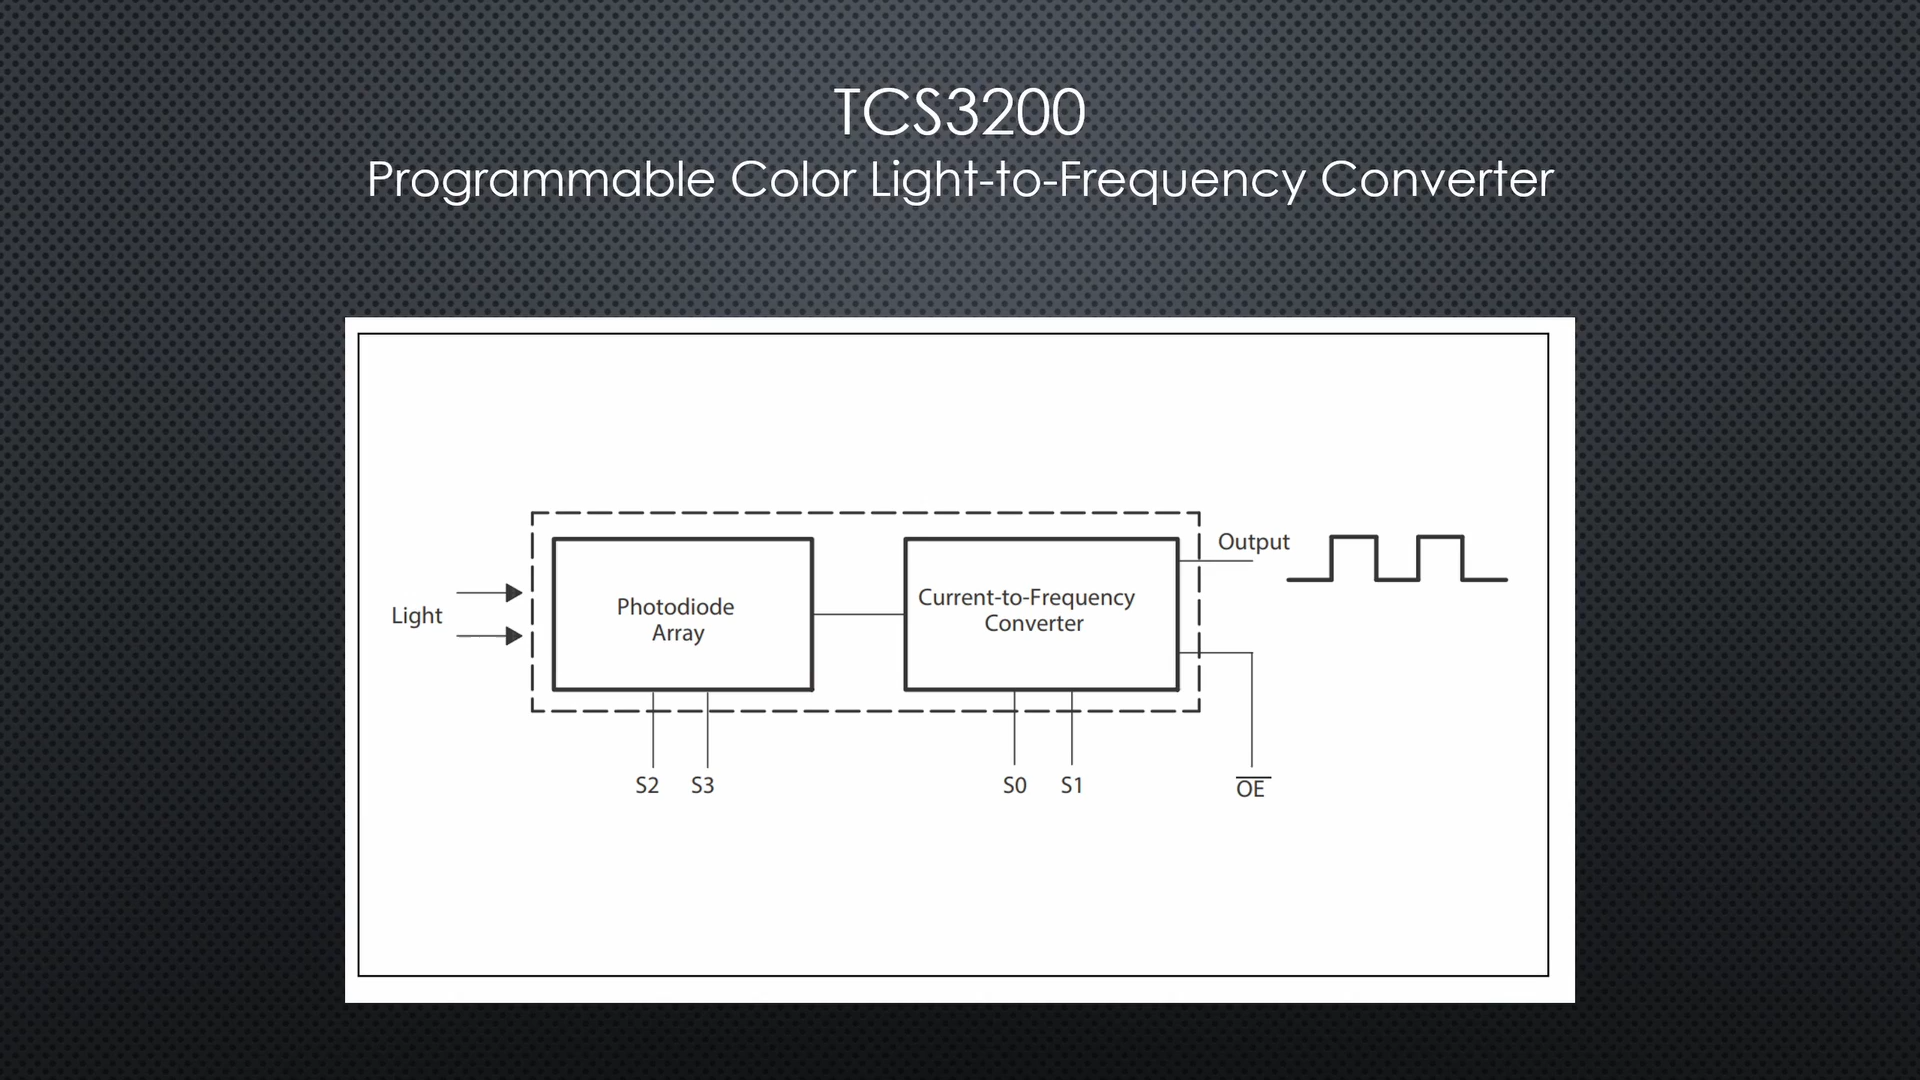 TCS3200
Programmable Color Light-to-Frequency Converter
Output
Light
Photodiode
Array
Current-to-Frequency
Converter
S2
S3
S0
S1
OE